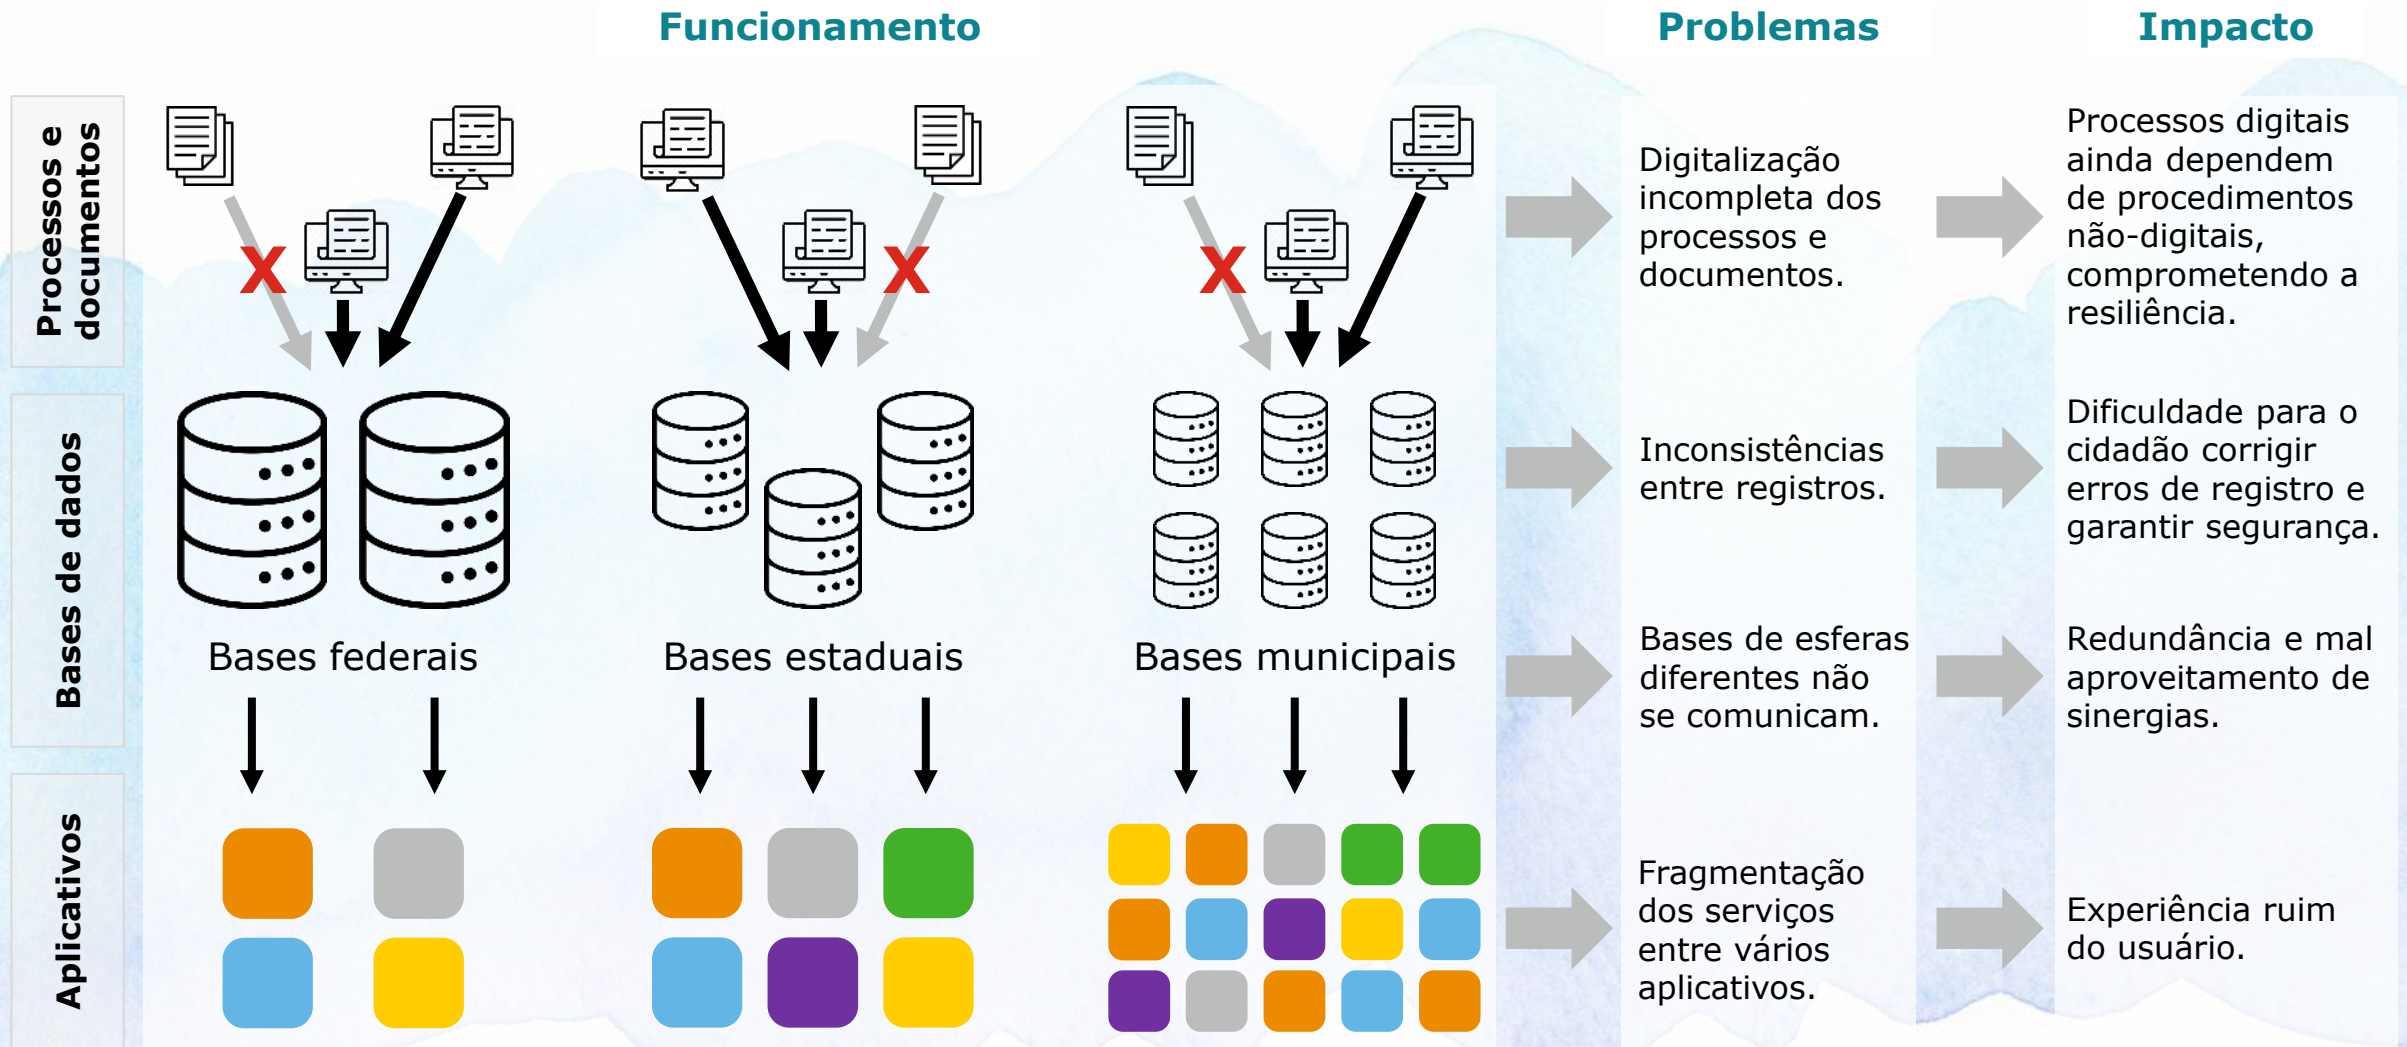 Funcionamento
Problemas
Impacto
Processos e
documentos
X
X
X
Digitalização
incompleta dos
processos e
documentos.
Processos digitais
ainda dependem
de procedimentos
não-digitais,
comprometendo a
resiliência.
Bases de dados
Bases federais
Bases estaduais
Bases municipais
Inconsistências
entre registros.
Dificuldade para o
cidadão corrigir
erros de registro e
garantir segurança.
Bases de esferas
diferentes não
se comunicam.
Redundância e mal
aproveitamento de
sinergias.
Aplicativos
Fragmentação
dos serviços
entre vários
aplicativos.
Experiência ruim
do usuário.